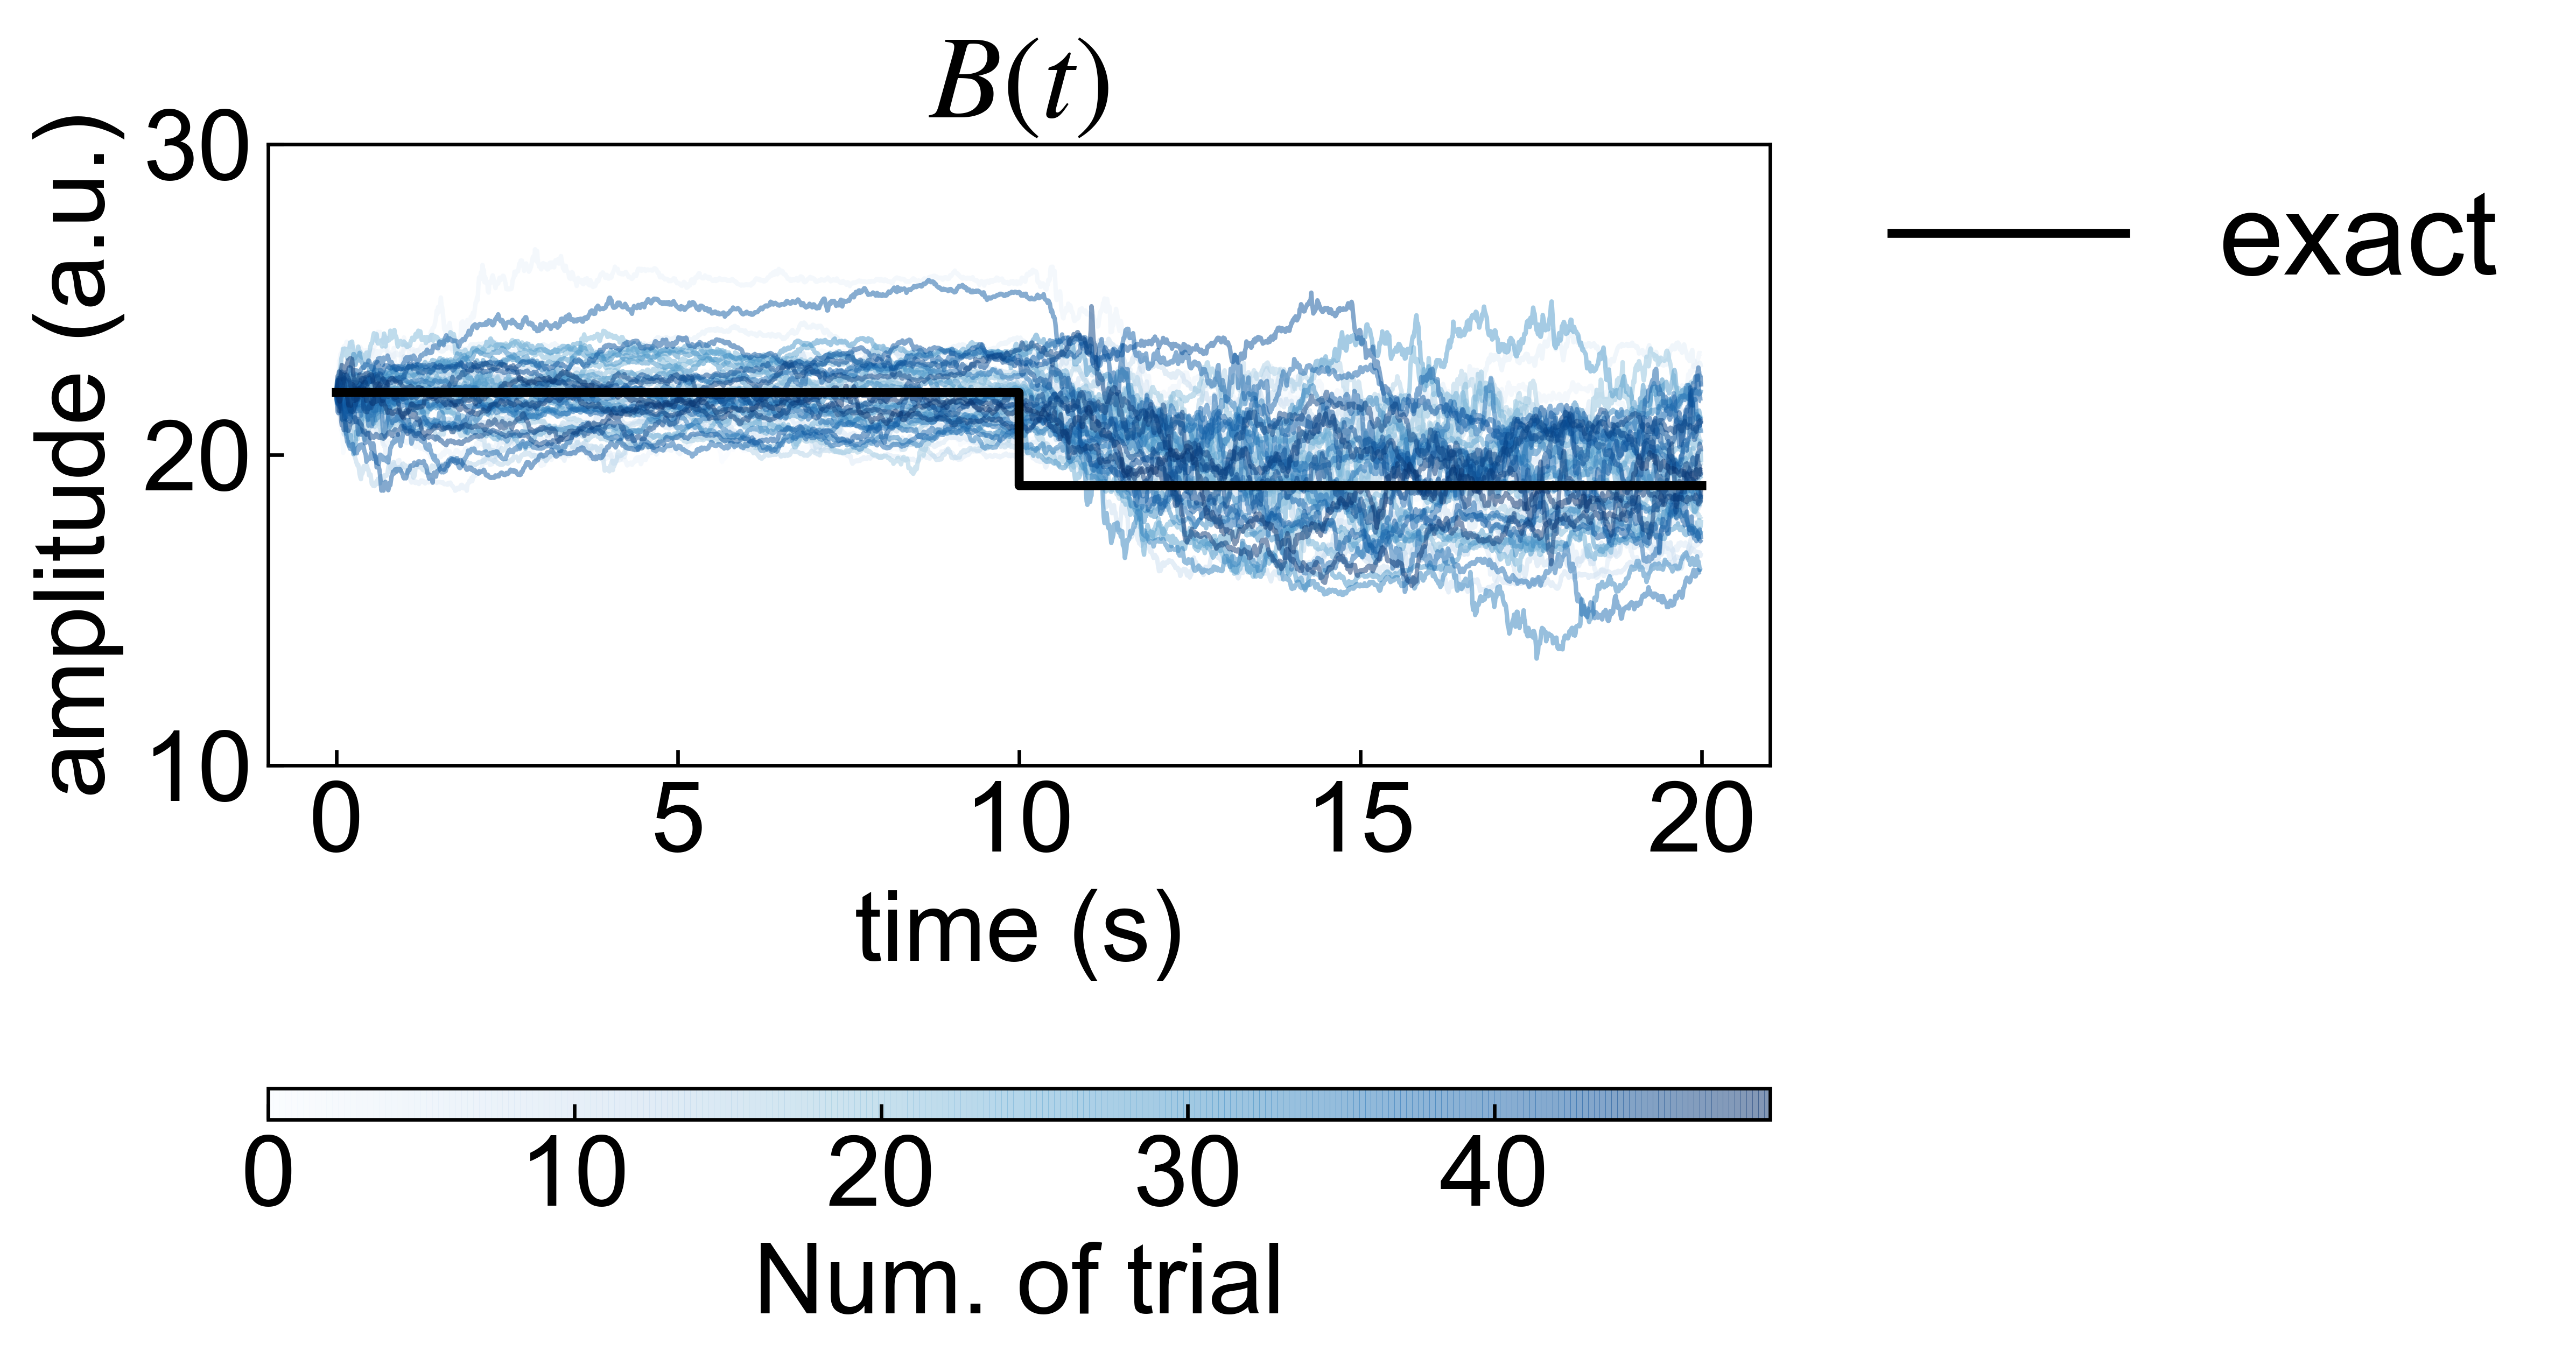 B(t)
amplitude (a.u.)
30
20
10
0 5 10 15 20
time (s)
exact
0 10 20 30 40
Num. of trial